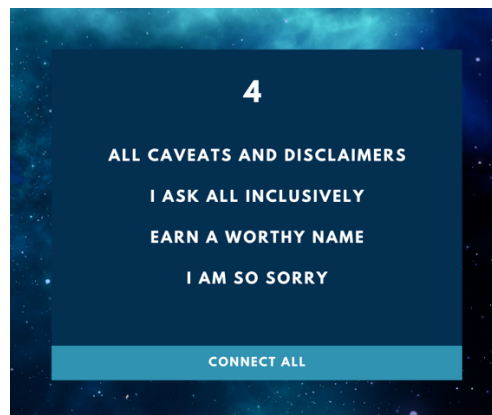 4
ALL CAVEATS AND DISCLAIMERS
I ASK ALL INCLUSIVELY
EARN A WORTHY NAME
I AM SO SORRY
CONNECT ALL